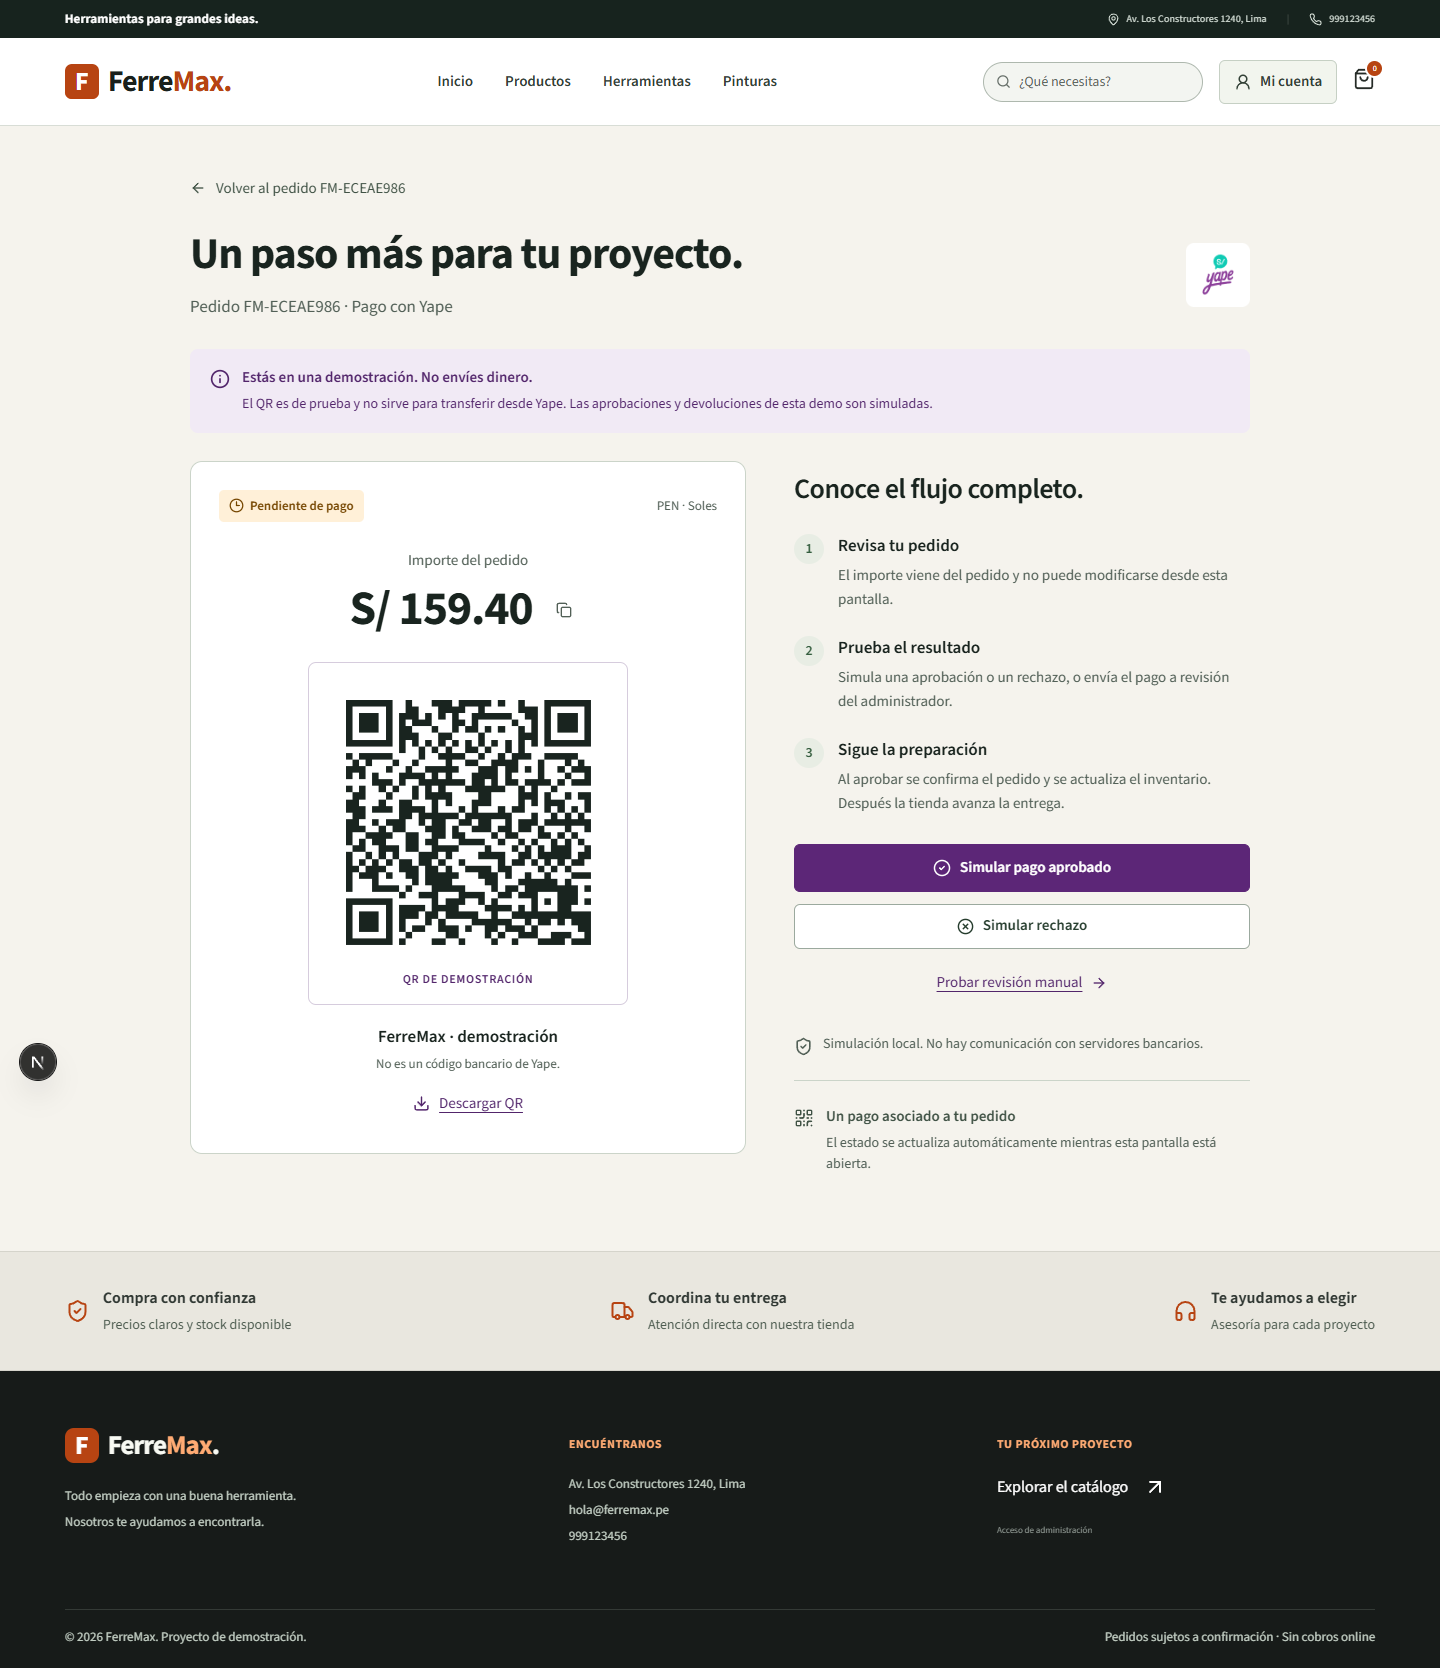 Herramientas para grandes ideas.
Av. Los Constructores 1240, Lima
999123456
F FerreMax.
Inicio
Productos
Herramientas
Pinturas
¿Qué necesitas?
Mi cuenta
0
Volver al pedido FM-ECEAE986
Un paso más para tu proyecto.
Pedido FM-ECEAE986 · Pago con Yape
S/
yape
Estás en una demostración. No envíes dinero.
El QR es de prueba y no sirve para transferir desde Yape. Las aprobaciones y devoluciones de esta demo son simuladas.
Pendiente de pago
PEN · Soles
Importe del pedido
S/ 159.40
QR DE DEMOSTRACIÓN
FerreMax · demostración
No es un código bancario de Yape.
Descargar QR
Conoce el flujo completo.
1
Revisa tu pedido
El importe viene del pedido y no puede modificarse desde esta
pantalla.
2
Prueba el resultado
Simula una aprobación o un rechazo, o envía el pago a revisión
del administrador.
3
Sigue la preparación
Al aprobar se confirma el pedido y se actualiza el inventario.
Después la tienda avanza la entrega.
Simular pago aprobado
Simular rechazo
Probar revisión manual
Simulación local. No hay comunicación con servidores bancarios.
Un pago asociado a tu pedido
El estado se actualiza automáticamente mientras esta pantalla está
abierta.
N
Compra con confianza
Precios claros y stock disponible
Coordina tu entrega
Atención directa con nuestra tienda
Te ayudamos a elegir
Asesoría para cada proyecto
F FerreMax.
Todo empieza con una buena herramienta.
Nosotros te ayudamos a encontrarla.
ENCUÉNTRANOS
Av. Los Constructores 1240, Lima
hola@ferremax.pe
999123456
TU PRÓXIMO PROYECTO
Explorar el catálogo
Acceso de administración
© 2026 FerreMax. Proyecto de demostración.
Pedidos sujetos a confirmación · Sin cobros online